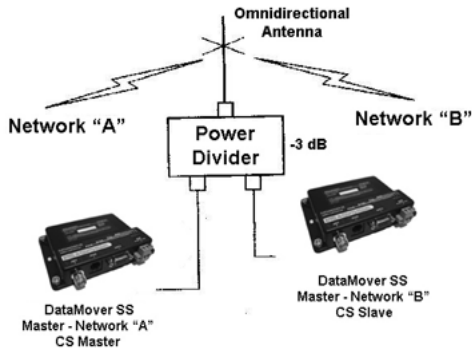 Omnidirectional
Antenna
Network “A”
Network “B”
Power
Divider
-3 dB
DataMover SS
Master - Network “A”
CS Master
DataMover SS
Master - Network “B”
CS Slave